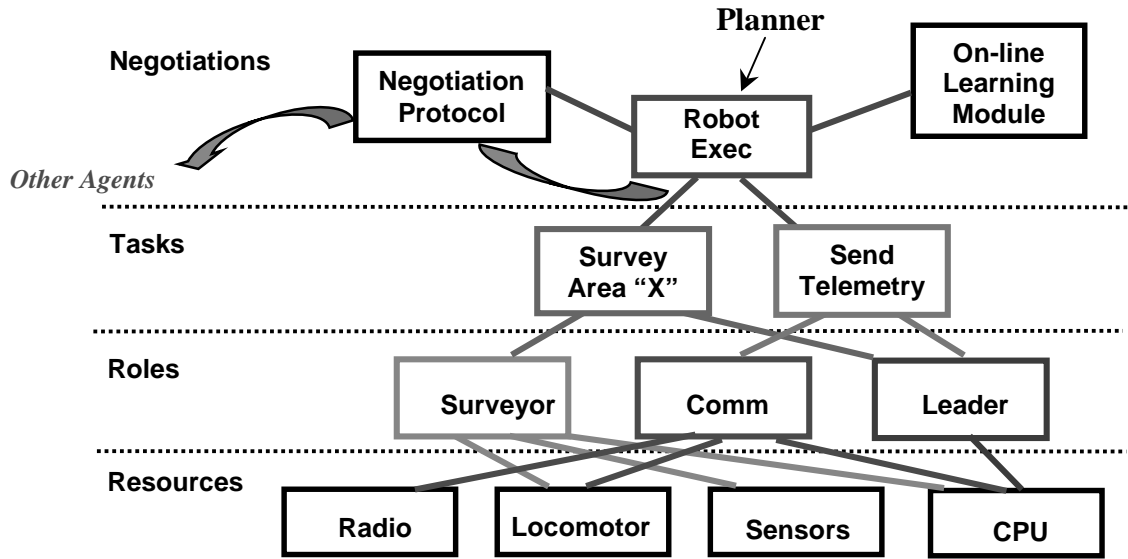 Planner
Negotiations
Negotiation
Protocol
Robot
Exec
On-line
Learning
Module
Other Agents
Tasks
Survey
Area “X”
Send
Telemetry
Roles
Surveyor
Comm
Leader
Resources
Radio
Locomotor
Sensors
CPU